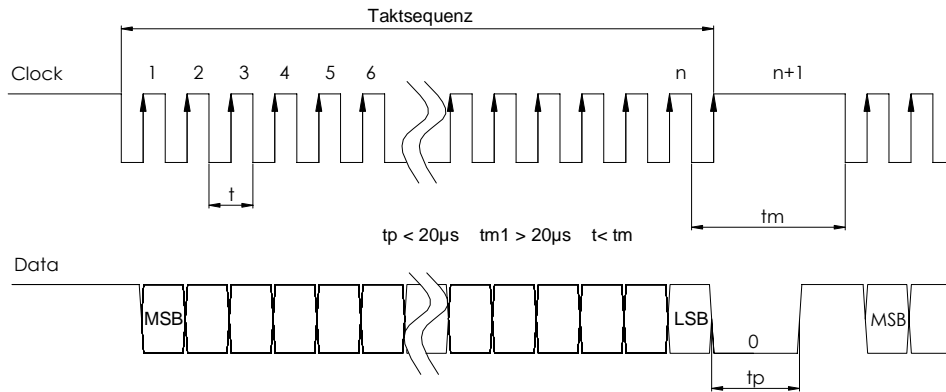 Taktsequenz
Clock
1 2 3 4 5 6 n n+1
t
tm
tp < 20µs tm1 > 20µs t< tm
Data
MSB LSB MSB
0
tp